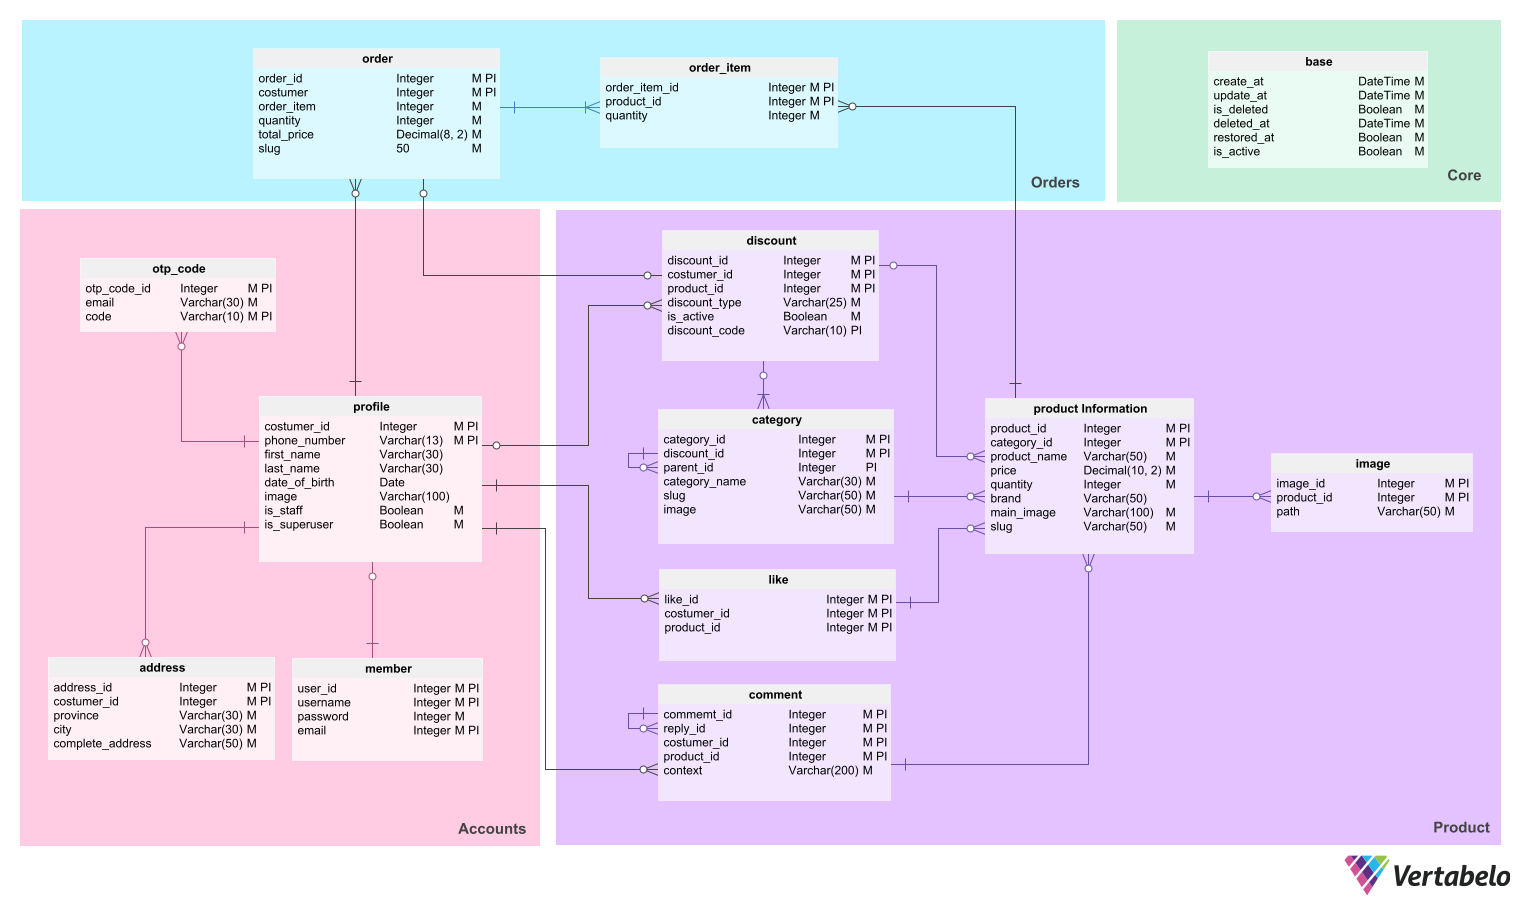 order
order_id Integer M PI
costumer Integer M PI
order_item Integer M
quantity Integer M
total_price Decimal(8, 2) M
slug 50 M
order_item
order_item_id Integer M PI
product_id Integer M PI
quantity Integer M
Orders
base
create_at DateTime M
update_at DateTime M
is_deleted Boolean M
deleted_at DateTime M
restored_at Boolean M
is_active Boolean M
Core
otp_code
otp_code_id Integer M PI
email Varchar(30) M
code Varchar(10) M PI
profile
costumer_id Integer M PI
phone_number Varchar(13) M PI
first_name Varchar(30)
last_name Varchar(30)
date_of_birth Date
image Varchar(100)
is_staff Boolean M
is_superuser Boolean M
address
address_id Integer M PI
costumer_id Integer M PI
province Varchar(30) M
city Varchar(30) M
complete_address Varchar(50) M
member
user_id Integer M PI
username Integer M PI
password Integer M
email Integer M PI
Accounts
discount
discount_id Integer M PI
costumer_id Integer M PI
product_id Integer M PI
discount_type Varchar(25) M
is_active Boolean M
discount_code Varchar(10) PI
category
category_id Integer M PI
discount_id Integer M PI
parent_id Integer PI
category_name Varchar(30) M
slug Varchar(50) M
image Varchar(50) M
product Information
product_id Integer M PI
category_id Integer M PI
product_name Varchar(50) M
price Decimal(10, 2) M
quantity Integer M
brand Varchar(50)
main_image Varchar(100) M
slug Varchar(50) M
image
image_id Integer M PI
product_id Integer M PI
path Varchar(50) M
like
like_id Integer M PI
costumer_id Integer M PI
product_id Integer M PI
comment
commemt_id Integer M PI
reply_id Integer M PI
costumer_id Integer M PI
product_id Integer M PI
context Varchar(200) M
Product
Vertabelo